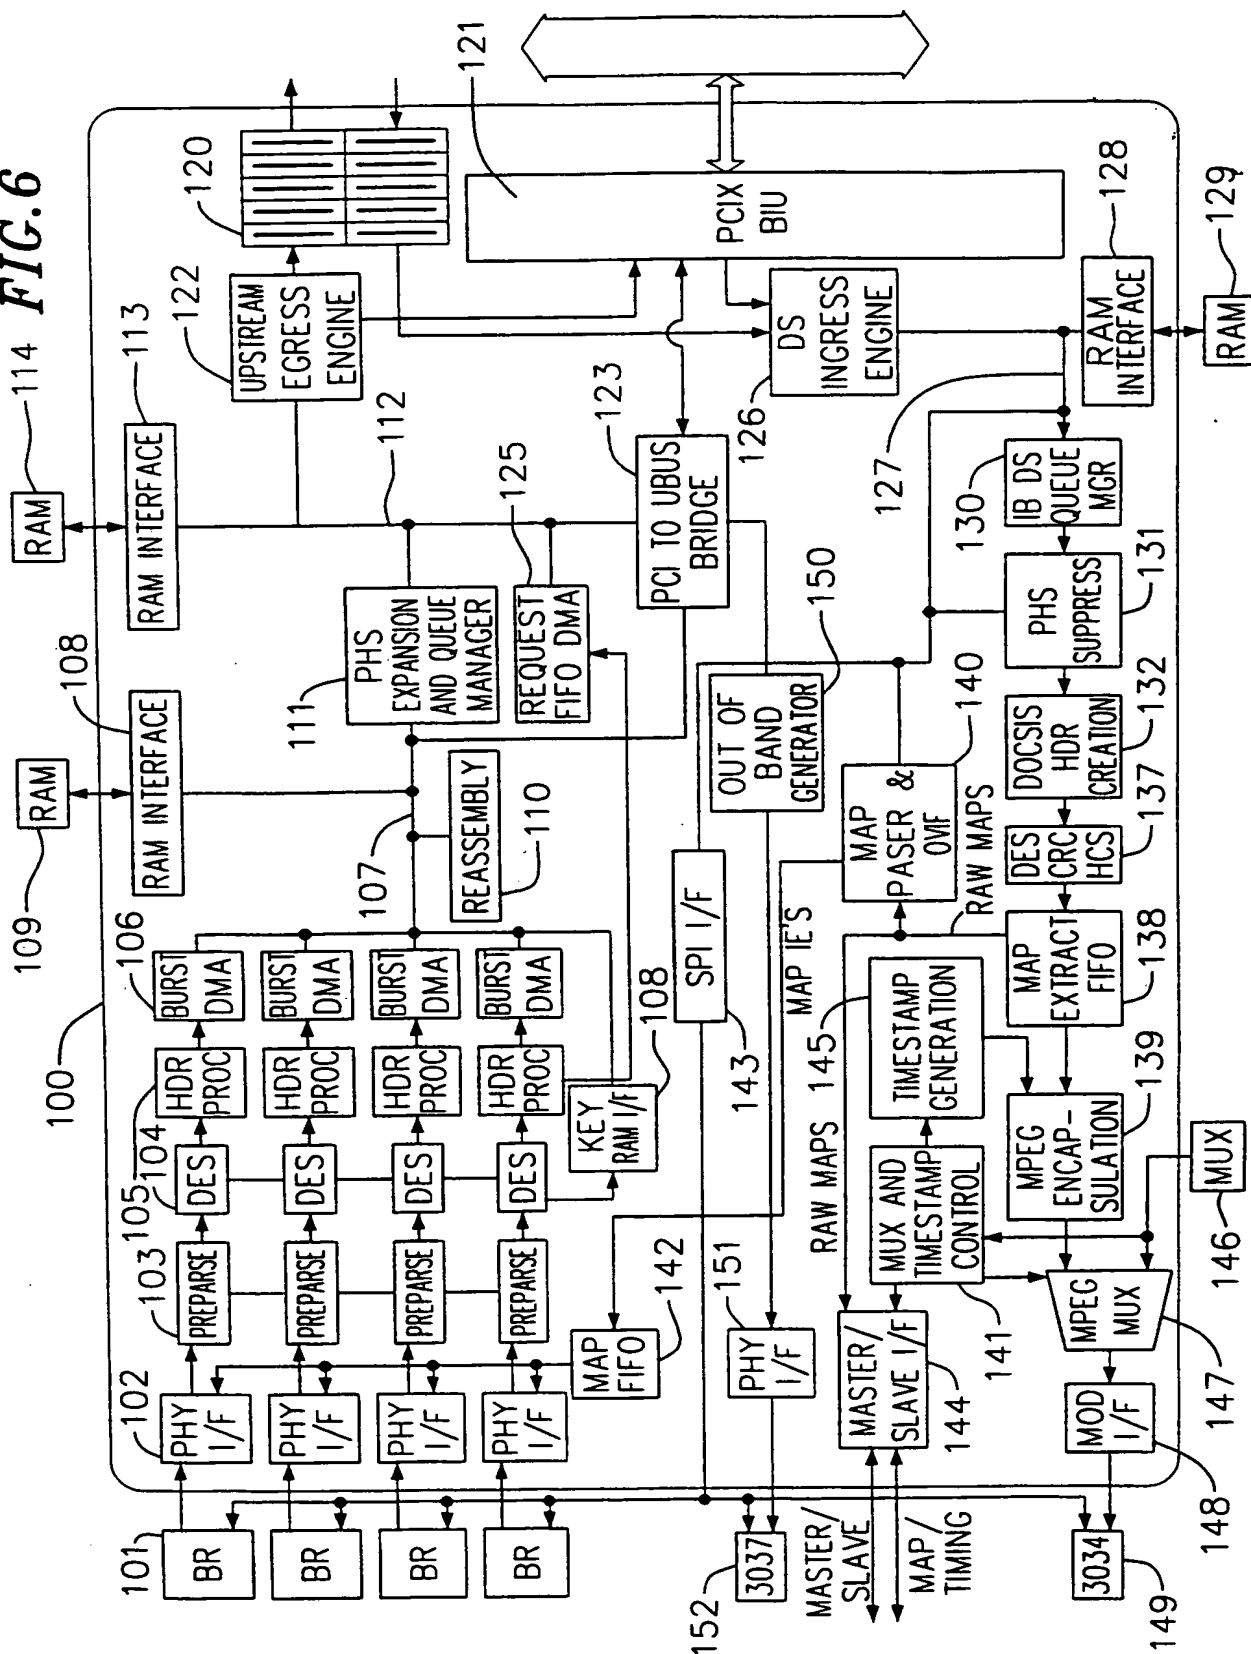 FIG.6
100
109
RAM
108
RAM INTERFACE
114
RAM
113
RAM INTERFACE
101
BR
BR
BR
BR
102
PHY I/F
PHY I/F
PHY I/F
PHY I/F
103
PREPARSE
PREPARSE
PREPARSE
PREPARSE
104
DES
DES
DES
DES
105
HDR PROC
HDR PROC
HDR PROC
HDR PROC
106
BURST DMA
BURST DMA
BURST DMA
BURST DMA
107
REASSEMBLY
110
KEY RAM I/F
108
111
PHS EXPANSION AND QUEUE MANAGER
112
REQUEST FIFO DMA
125
122
UPSTREAM EGRESS ENGINE
120
121
PCIX BIU
123
PCI TO UBUS BRIDGE
126
DS INGRESS ENGINE
127
128
RAM INTERFACE
129
RAM
130
IB DS QUEUE MGR
131
PHS SUPPRESS
132
DOCSIS HDR CREATION
137
DES CRC HCS
138
MAP EXTRACT FIFO
139
MPEG ENCAP-SULATION
RAW MAPS
140
MAP PASER & OVIF
150
OUT OF BAND GENERATOR
SPI I/F
143
MAP IE'S
MAP FIFO
142
PHY I/F
151
3037
152
RAW MAPS
145
TIMESTAMP GENERATION
MUX AND TIMESTAMP CONTROL
141
MASTER/ SLAVE I/F
144
MASTER/ SLAVE
MAP/ TIMING
MUX
146
MPEG MUX
147
MOD I/F
148
3034
149